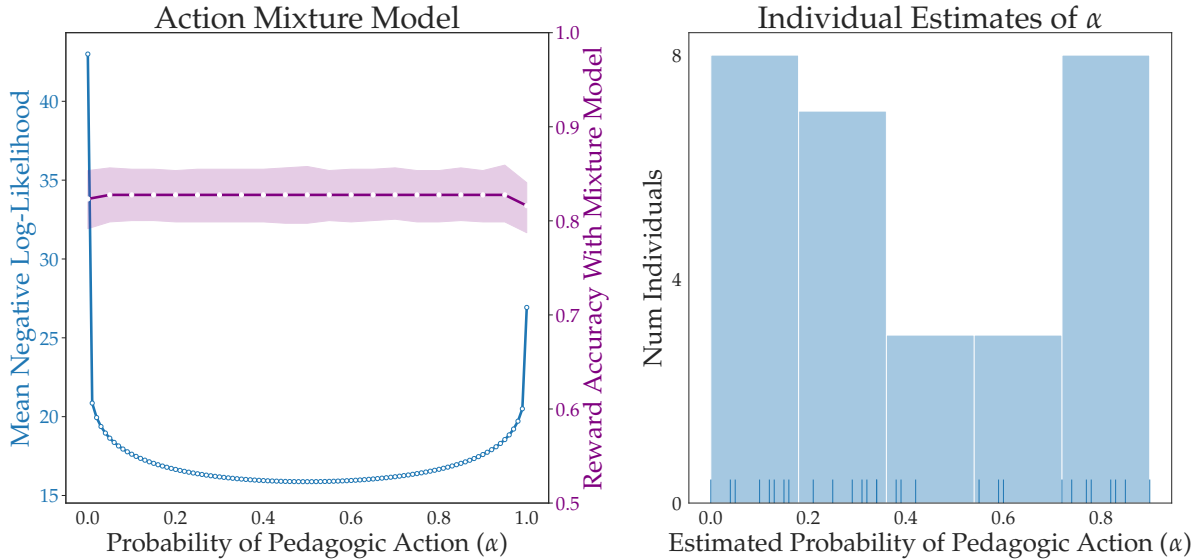 Action Mixture Model
Mean Negative Log-Likelihood
40
35
30
25
20
15
0.0 0.2 0.4 0.6 0.8 1.0
Probability of Pedagogic Action (α)
1.0
0.9
0.8
0.7
0.6
0.5
Reward Accuracy With Mixture Model
Individual Estimates of α
Num Individuals
8
4
0
0.0 0.2 0.4 0.6 0.8
Estimated Probability of Pedagogic Action (α)